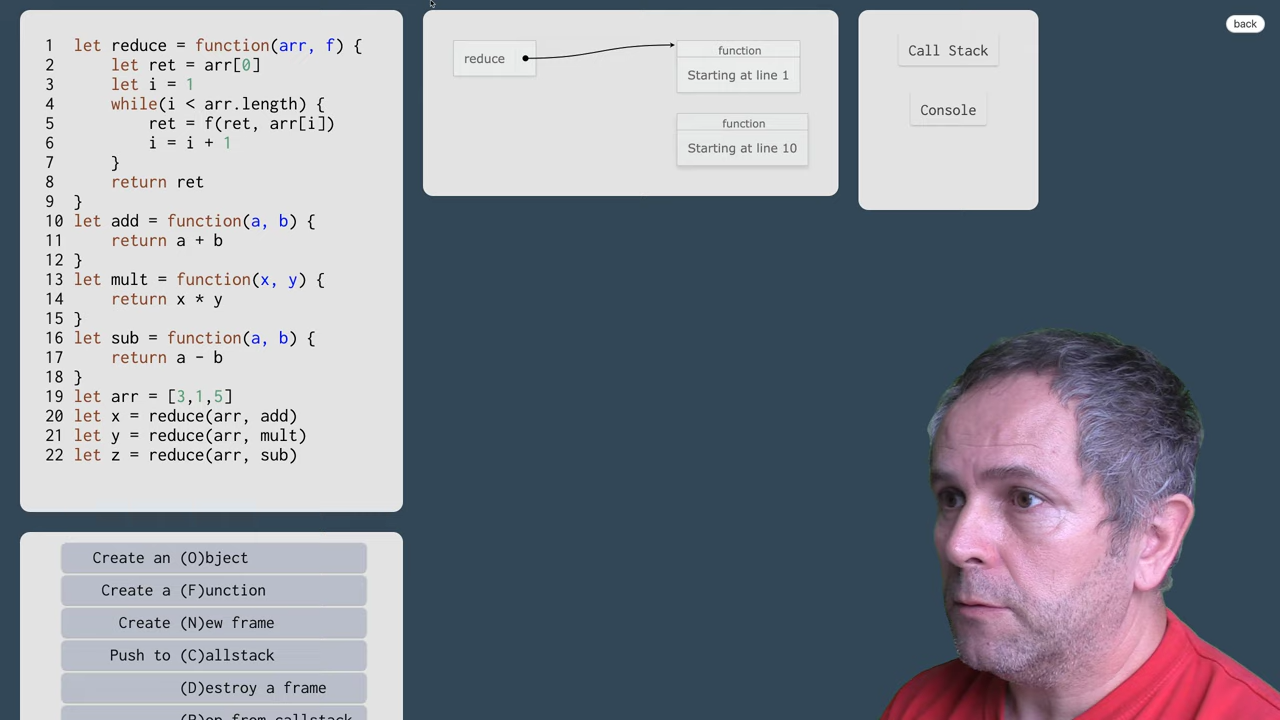 1 let reduce = function(arr, f) {
2 let ret = arr[0]
3 let i = 1
4 while(i < arr.length) {
5 ret = f(ret, arr[i])
6 i = i + 1
7 }
8 return ret
9 }
10 let add = function(a, b) {
11 return a + b
12 }
13 let mult = function(x, y) {
14 return x * y
15 }
16 let sub = function(a, b) {
17 return a - b
18 }
19 let arr = [3,1,5]
20 let x = reduce(arr, add)
21 let y = reduce(arr, mult)
22 let z = reduce(arr, sub)
Create an (O)bject
Create a (F)unction
Create (N)ew frame
Push to (C)allstack
(D)estroy a frame
(P)op from callstack
reduce
function
Starting at line 1
function
Starting at line 10
Call Stack
Console
back